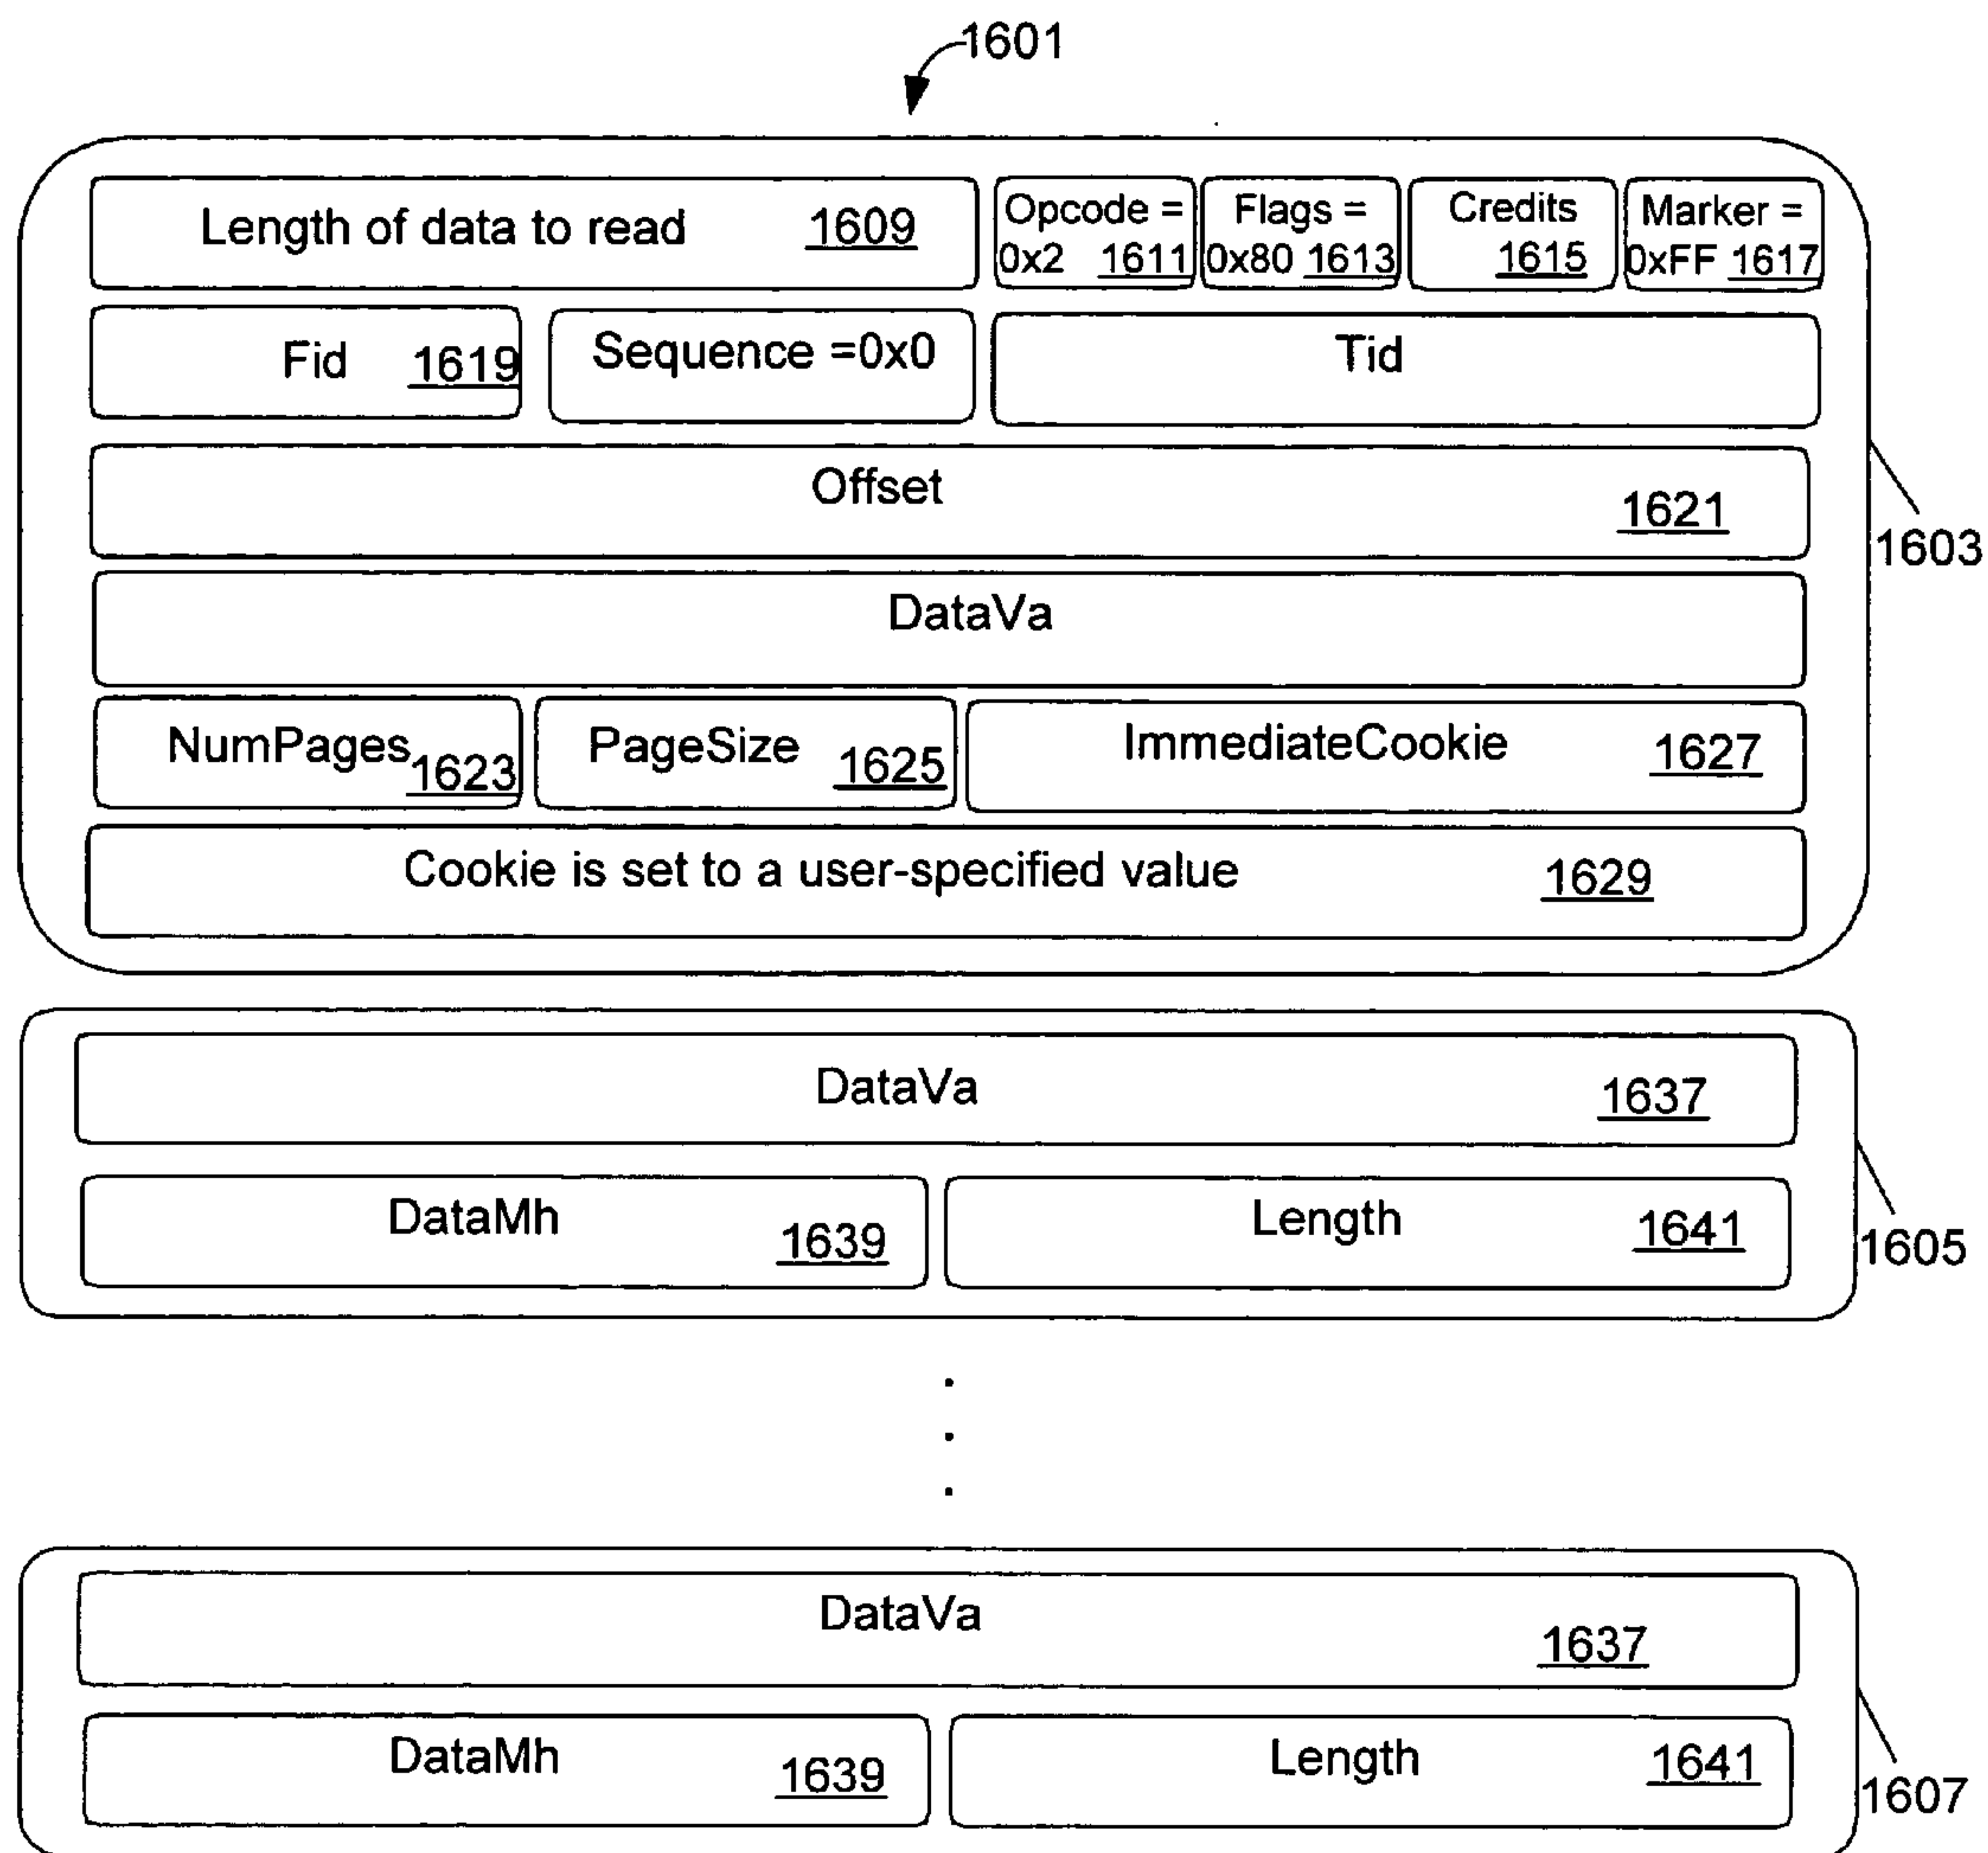 1601
Length of data to read 1609
Opcode =
0x2 1611
Flags =
0x80 1613
Credits
1615
Marker =
0xFF 1617
Fid 1619
Sequence =0x0
Tid
Offset 1621
1603
DataVa
NumPages 1623
PageSize 1625
ImmediateCookie 1627
Cookie is set to a user-specified value 1629
DataVa 1637
DataMh 1639
Length 1641
1605
.
.
.
DataVa 1637
DataMh 1639
Length 1641
1607